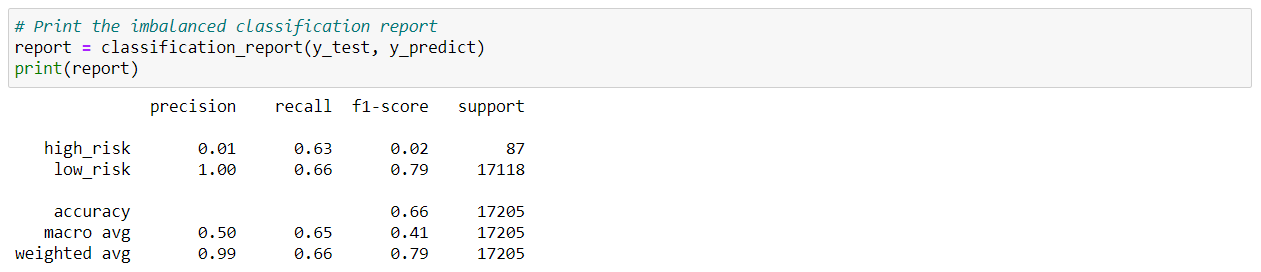 # Print the imbalanced classification report
report = classification_report(y_test, y_predict)
print(report)
precision recall f1-score support
high_risk 0.01 0.63 0.02 87
low_risk 1.00 0.66 0.79 17118
accuracy 0.66 17205
macro avg 0.50 0.65 0.41 17205
weighted avg 0.99 0.66 0.79 17205